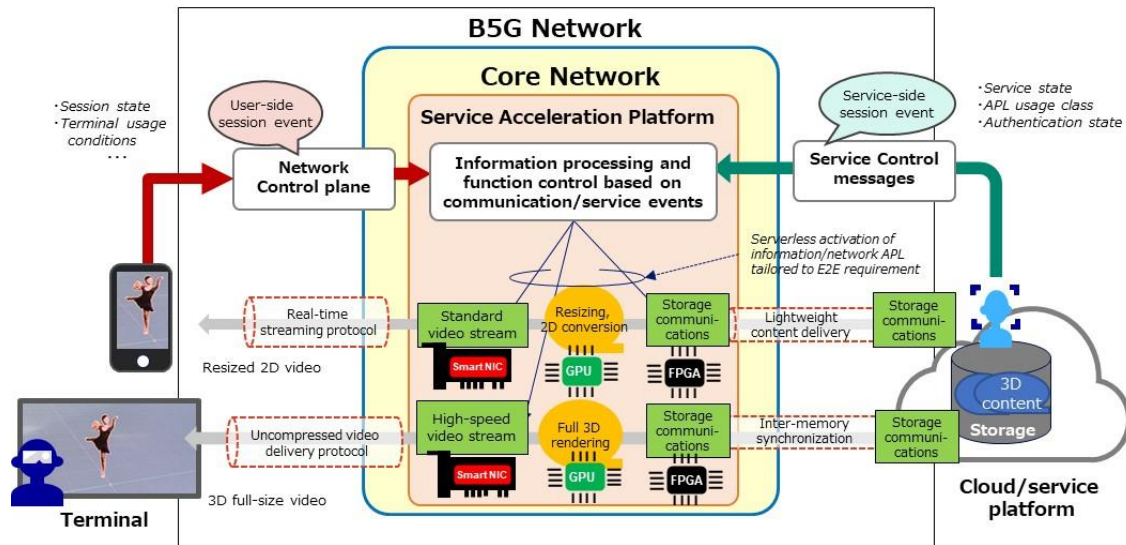 B5G Network
Core Network
Service Acceleration Platform
・Session state
・Terminal usage
conditions
...
User-side
session event
Network
Control plane
Information processing and
function control based on
communication/service events
Service-side
session event
Service Control
messages
・Service state
・APL usage class
・Authentication state
Serverless activation of
information/network APL
tailored to E2E requirement
Real-time
streaming protocol
Standard
video stream
Resizing,
2D conversion
Storage
communi-
cations
Lightweight
content delivery
Storage
communi-
cations
Smart NIC
GPU
FPGA
Resized 2D video
3D content
Storage
Uncompressed video
delivery protocol
High-speed
video stream
Full 3D
rendering
Storage
communi-
cations
Inter-memory
synchronization
Storage
communi-
cations
Smart NIC
GPU
FPGA
3D full-size video
Terminal
Cloud/service
platform